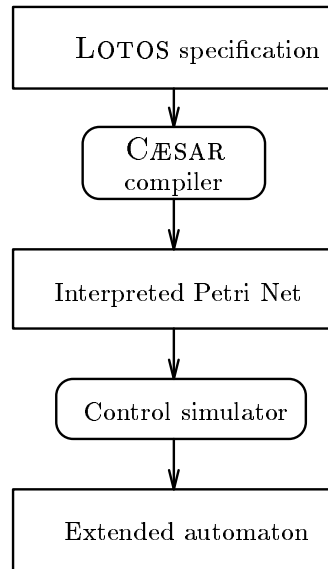 LOTOS specification
CÆSAR
compiler
Interpreted Petri Net
Control simulator
Extended automaton